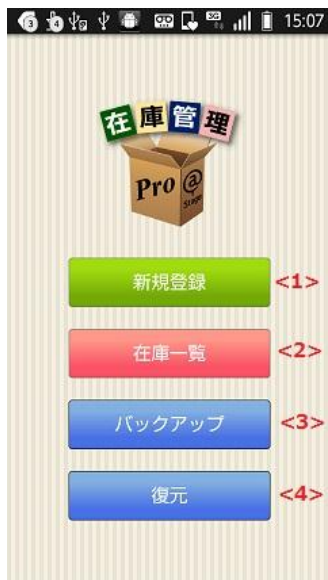 3G 15:07
在庫管理
Pro @
Stage
新規登録 <1>
在庫一覧 <2>
バックアップ <3>
復元 <4>